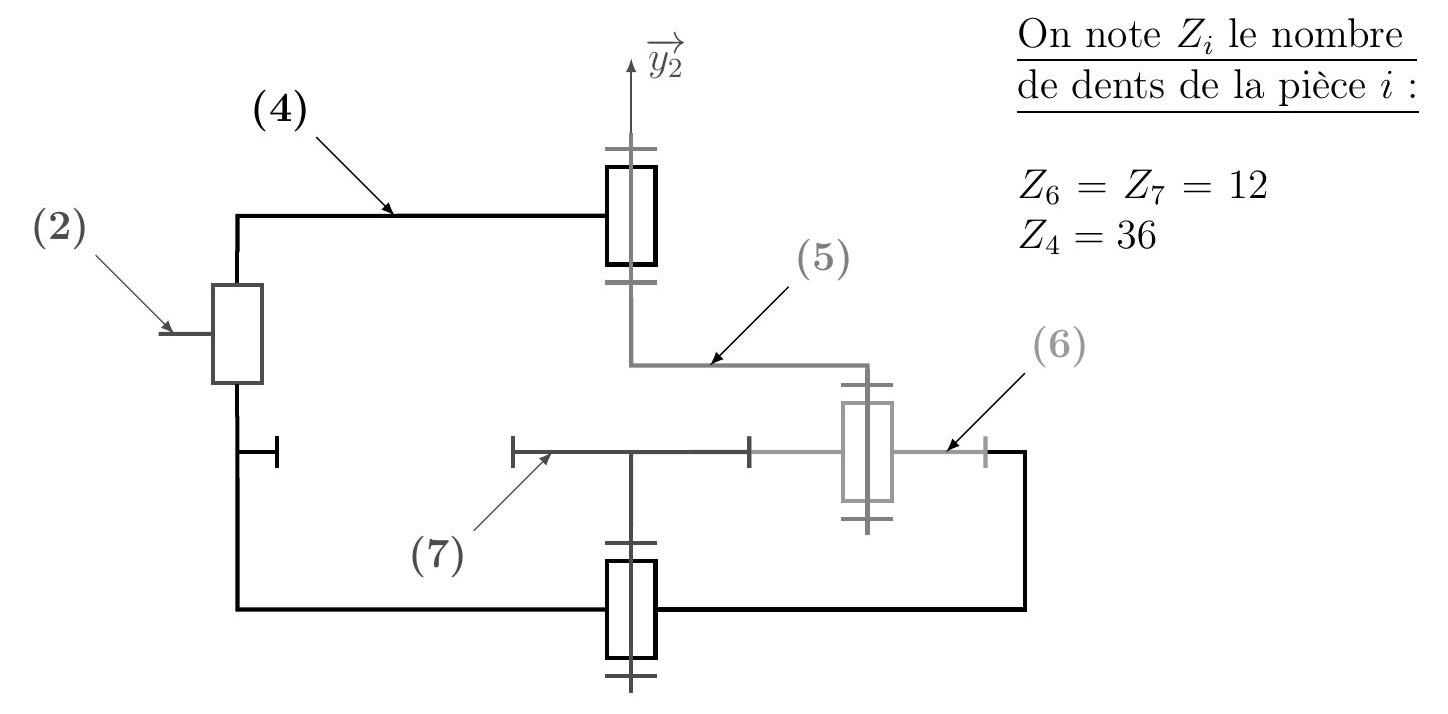 On note Z_i le nombre
de dents de la pièce i :
y_2
(4)
Z_6 = Z_7 = 12
(2)
Z_4 = 36
(5)
(6)
(7)